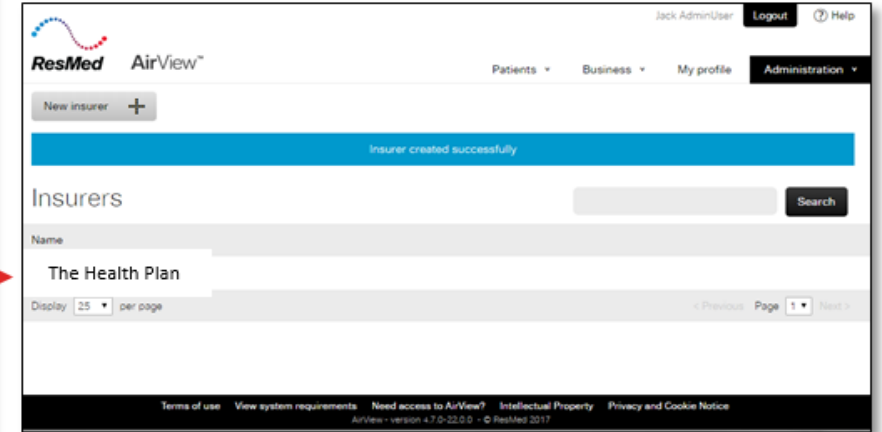 Jack AdminUser Logout ? Help
ResMed AirView™
Patients Business My profile Administration
New insurer +
Insurer created successfully
Insurers Search
Name
The Health Plan
Display 25 per page < Previous Page 1 Next >
Terms of use View system requirements Need access to AirView? Intellectual Property Privacy and Cookie Notice
AirView - version 4.7.0-22.0.0 - © ResMed 2017